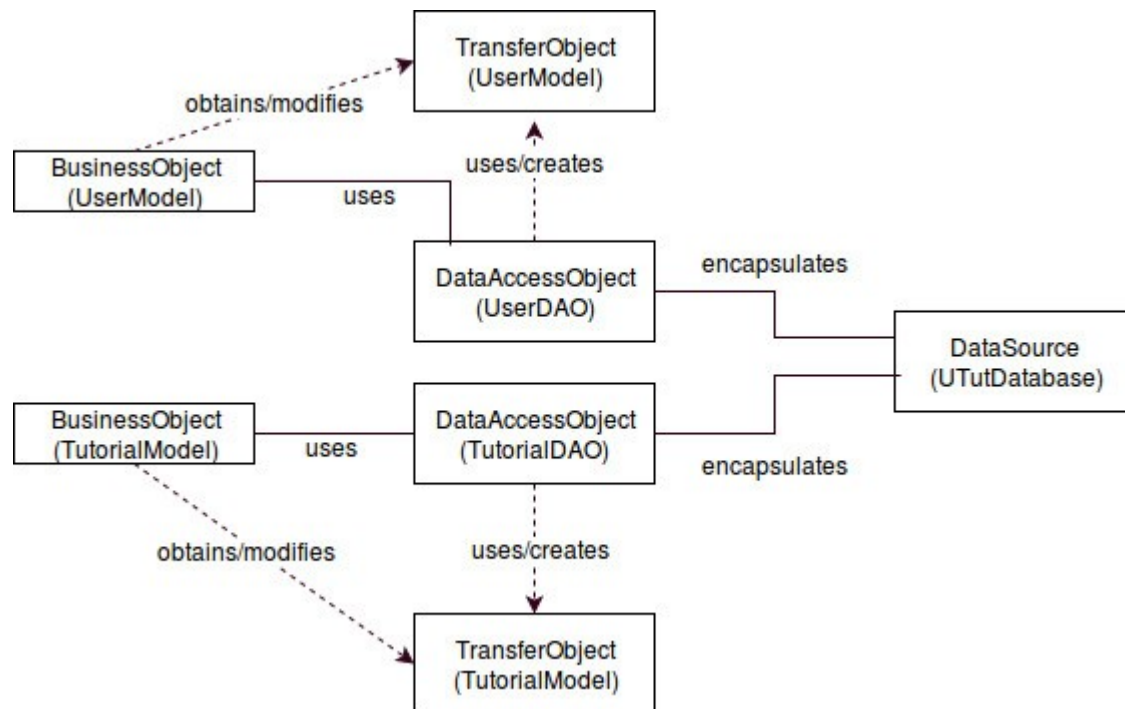 TransferObject
(UserModel)
obtains/modifies
BusinessObject
(UserModel)
uses/creates
uses
DataAccessObject
(UserDAO)
encapsulates
DataSource
(UTutDatabase)
BusinessObject
(TutorialModel)
uses
DataAccessObject
(TutorialDAO)
encapsulates
obtains/modifies
uses/creates
TransferObject
(TutorialModel)